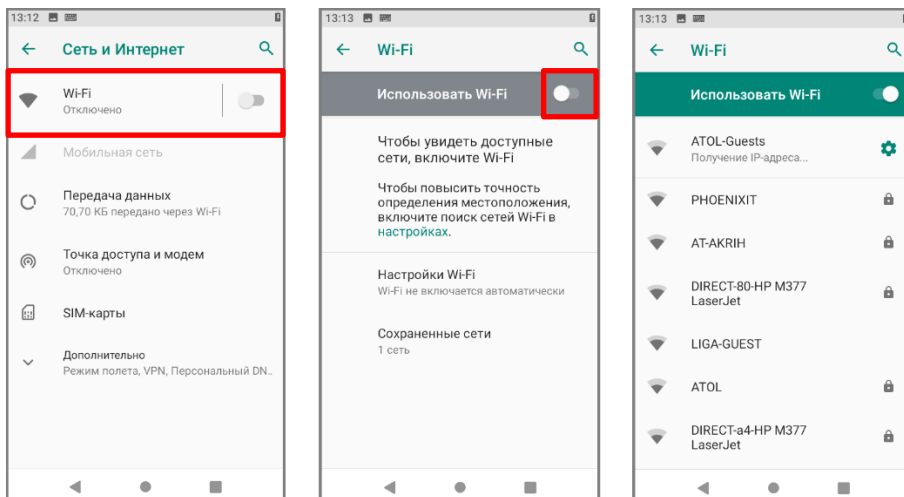 13:12
Сеть и Интернет
Wi-Fi
Отключено
Мобильная сеть
Передача данных
70,70 КБ передано через Wi-Fi
Точка доступа и модем
Отключено
SIM-карты
Дополнительно
Режим полета, VPN, Персональный DN..
13:13
Wi-Fi
Использовать Wi-Fi
Чтобы увидеть доступные
сети, включите Wi-Fi
Чтобы повысить точность
определения местоположения,
включите поиск сетей Wi-Fi в
настройках.
Настройки Wi-Fi
Wi-Fi не включается автоматически
Сохраненные сети
1 сеть
13:13
Wi-Fi
Использовать Wi-Fi
ATOL-Guests
Получение IP-адреса...
PHOENIXIT
AT-AKRIH
DIRECT-80-HP M377
LaserJet
LIGA-GUEST
ATOL
DIRECT-a4-HP M377
LaserJet